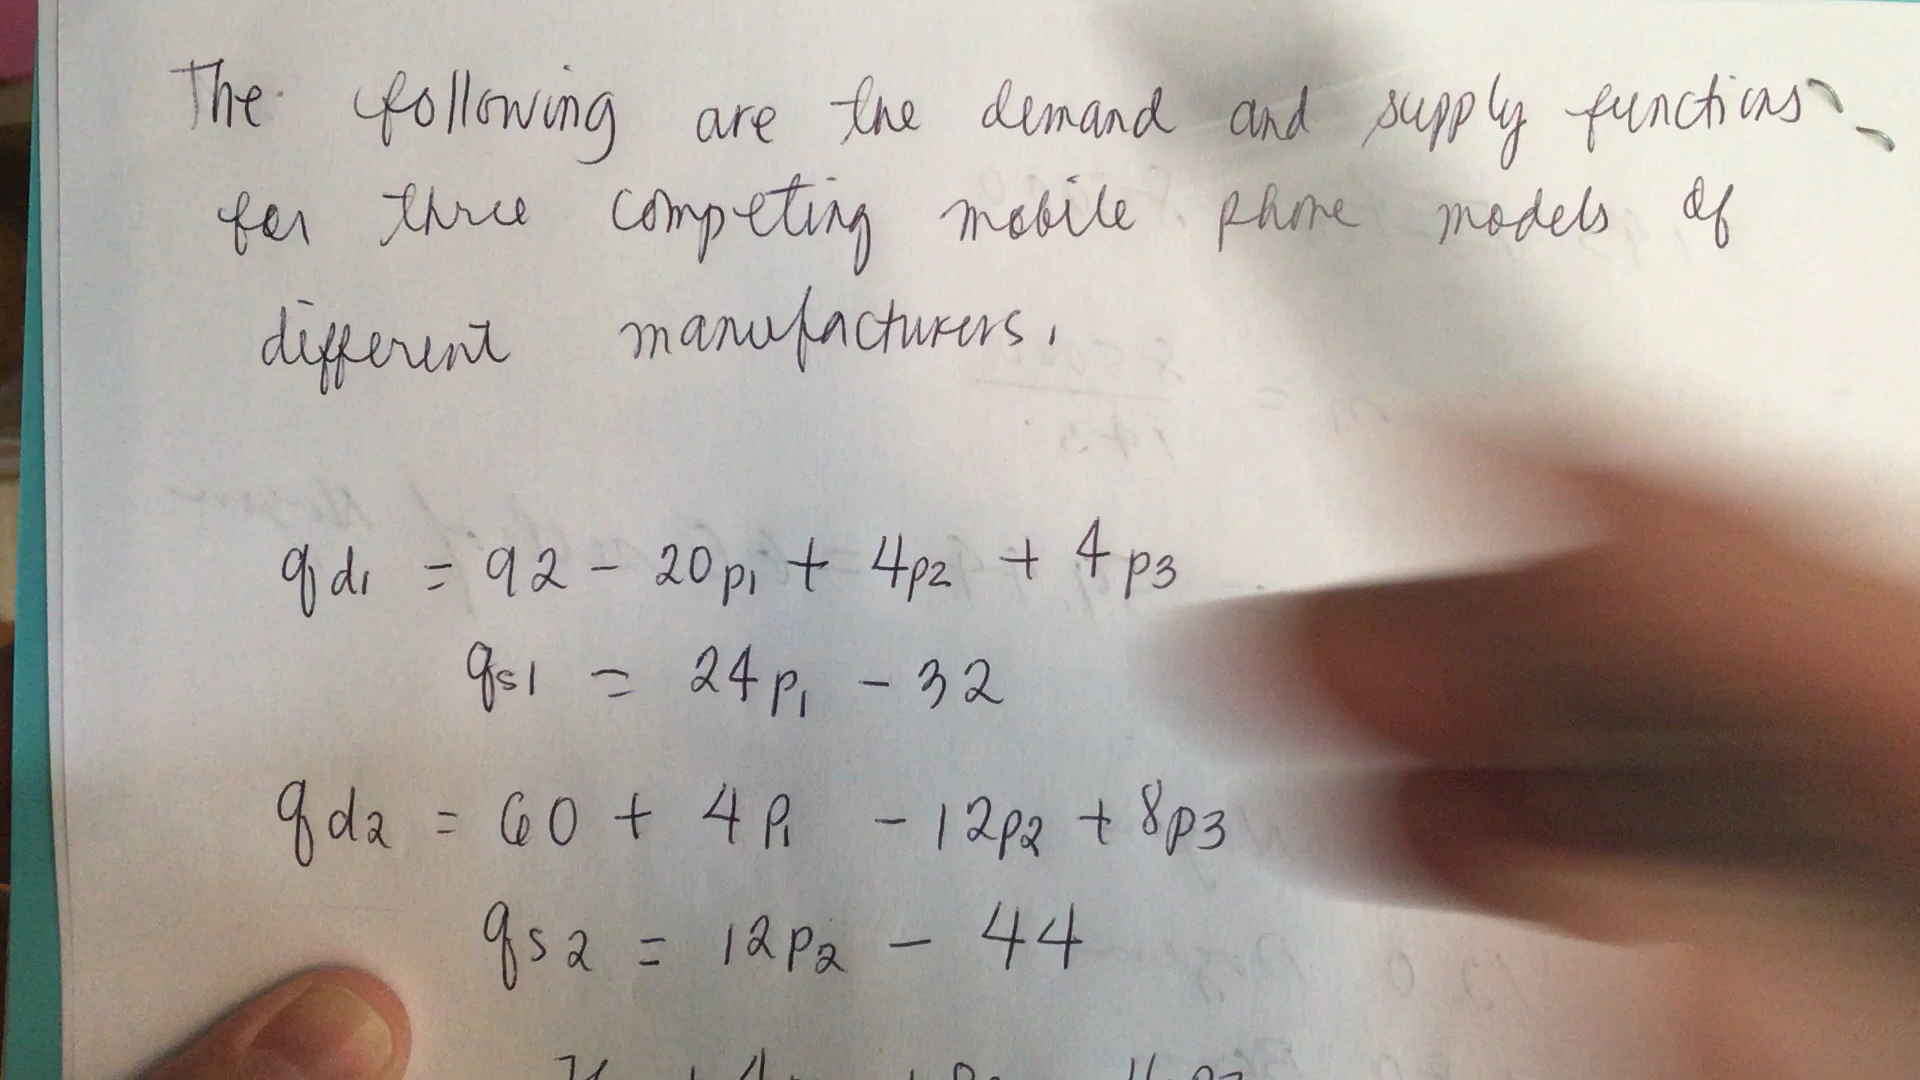 The following are the demand and supply functions
for three competing mobile phone models of
different manufacturers.
qd1 = 92 - 20p1 + 4p2 + 4p3
qs1 = 24p1 - 32
qd2 = 60 + 4p1 - 12p2 + 8p3
qs2 = 12p2 - 44